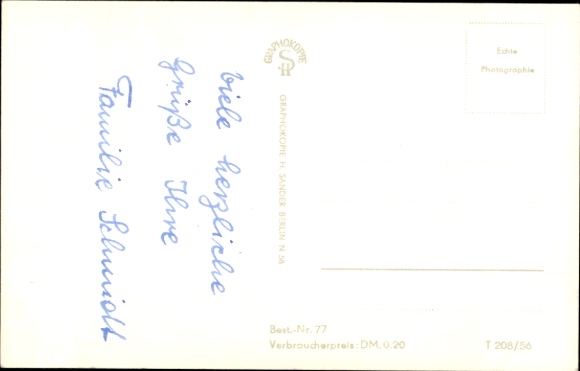 Viele herzliche
Grüße Ihre
Familie Schmidt
GRAPHOKOPIE
GRAPHOKOPIE H. SANDER BERLIN N 56
Echte
Photographie
Best.-Nr. 77
Verbraucherpreis: DM. 0.20
T 208/56